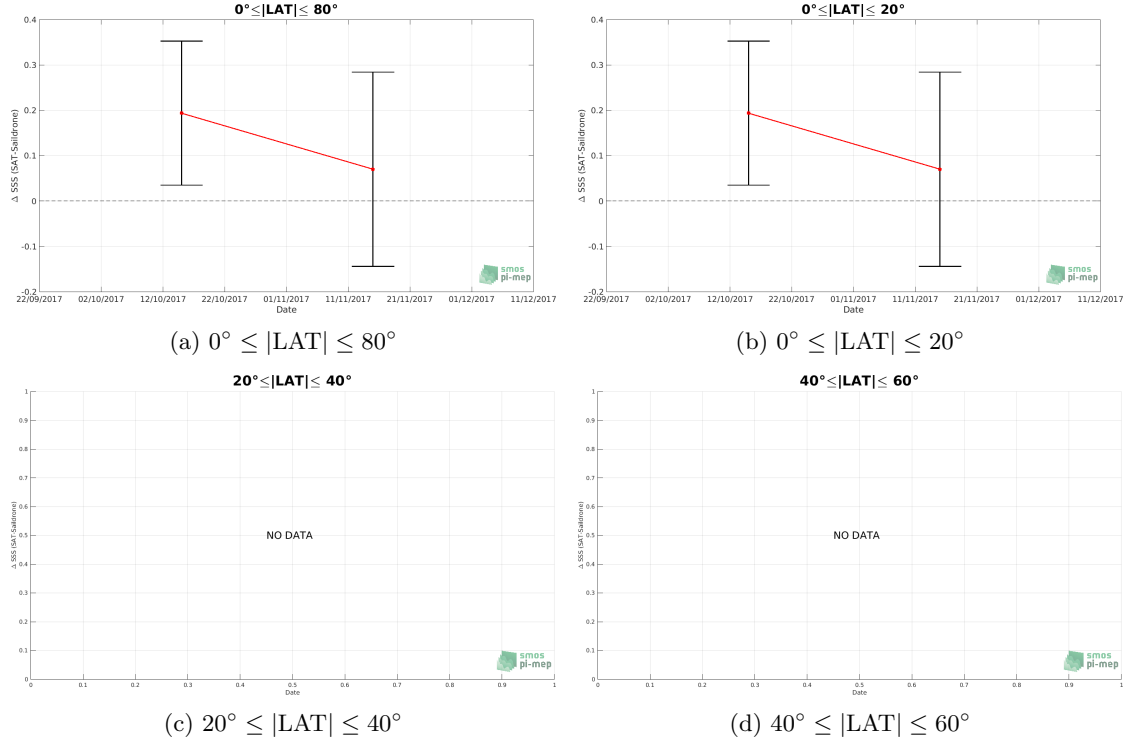 0°≤|LAT|≤ 80°
0.4
0.3
0.2
0.1
0
-0.1
-0.2
Δ SSS (SAT-Saildrone)
22/09/2017 02/10/2017 12/10/2017 22/10/2017 01/11/2017 11/11/2017 21/11/2017 01/12/2017 11/12/2017
Date
smos
pi-mep
(a) 0° ≤ |LAT| ≤ 80°
0°≤|LAT|≤ 20°
0.4
0.3
0.2
0.1
0
-0.1
-0.2
Δ SSS (SAT-Saildrone)
22/09/2017 02/10/2017 12/10/2017 22/10/2017 01/11/2017 11/11/2017 21/11/2017 01/12/2017 11/12/2017
Date
smos
pi-mep
(b) 0° ≤ |LAT| ≤ 20°
20°≤|LAT|≤ 40°
1
0.9
0.8
0.7
0.6
0.5
0.4
0.3
0.2
0.1
0
Δ SSS (SAT-Saildrone)
NO DATA
0 0.1 0.2 0.3 0.4 0.5 0.6 0.7 0.8 0.9 1
Date
smos
pi-mep
(c) 20° ≤ |LAT| ≤ 40°
40°≤|LAT|≤ 60°
1
0.9
0.8
0.7
0.6
0.5
0.4
0.3
0.2
0.1
0
Δ SSS (SAT-Saildrone)
NO DATA
0 0.1 0.2 0.3 0.4 0.5 0.6 0.7 0.8 0.9 1
Date
smos
pi-mep
(d) 40° ≤ |LAT| ≤ 60°